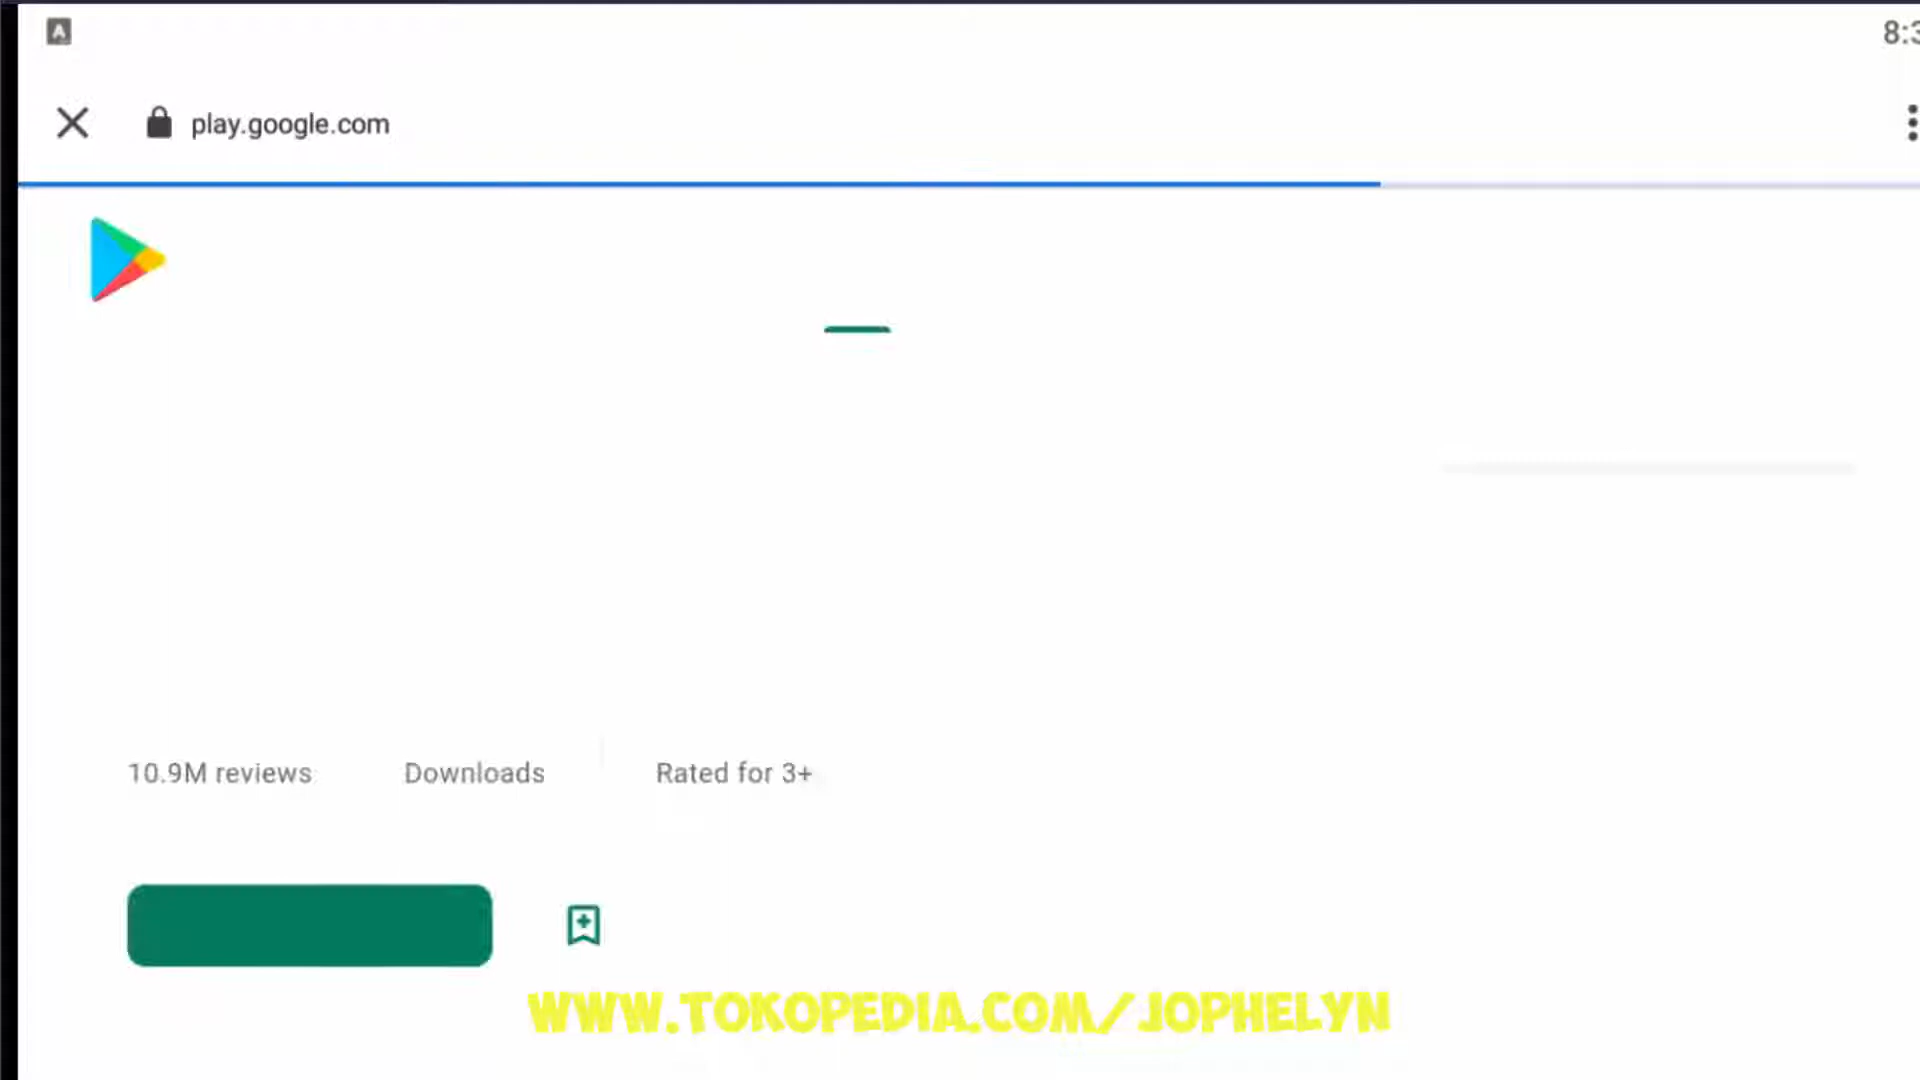 A
8:3
play.google.com
10.9M reviews
Downloads
Rated for 3+
WWW.TOKOPEDIA.COM/JOPHELYN